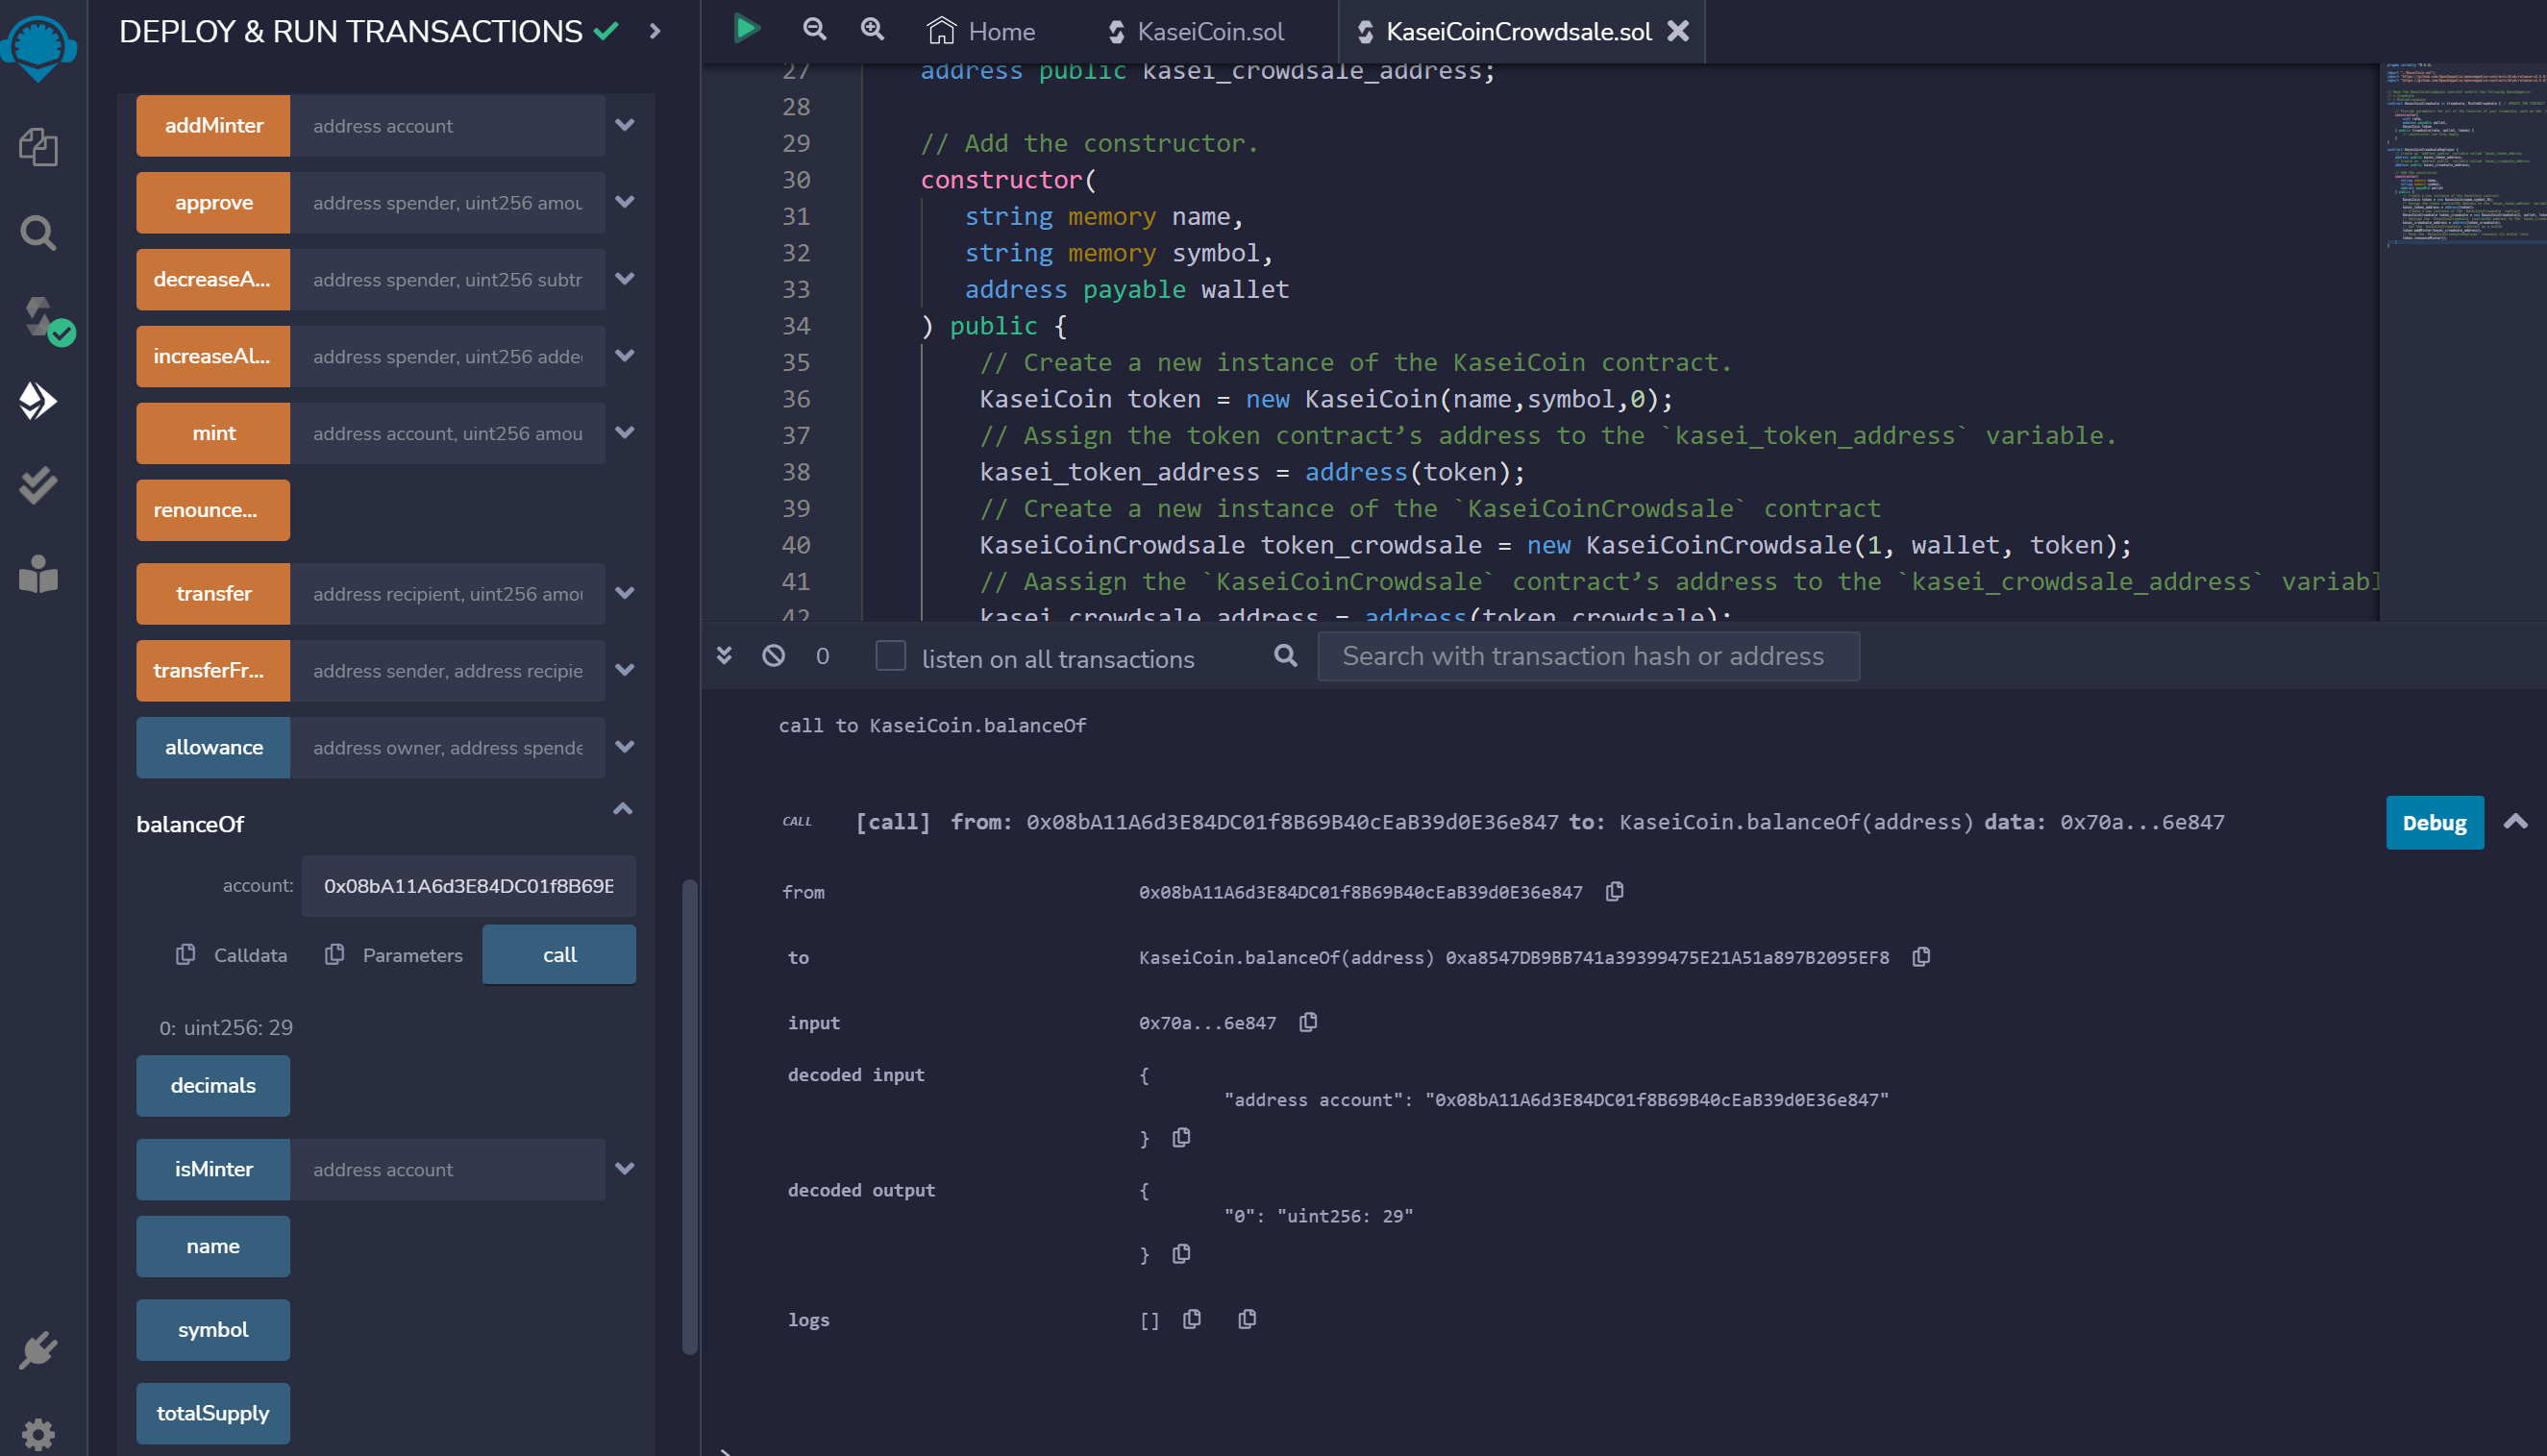 DEPLOY & RUN TRANSACTIONS
addMinter address account
approve address spender, uint256 amou
decreaseA... address spender, uint256 subtr
increaseAl... address spender, uint256 adde
mint address account, uint256 amou
renounce...
transfer address recipient, uint256 amou
transferFr... address sender, address recipie
allowance address owner, address spende
balanceOf
account: 0x08bA11A6d3E84DC01f8B69E
Calldata Parameters call
0: uint256: 29
decimals
isMinter address account
name
symbol
totalSupply
Home KaseiCoin.sol KaseiCoinCrowdsale.sol
27 address public kasei_crowdsale_address;
28
29 // Add the constructor.
30 constructor(
31 string memory name,
32 string memory symbol,
33 address payable wallet
34 ) public {
35 // Create a new instance of the KaseiCoin contract.
36 KaseiCoin token = new KaseiCoin(name,symbol,0);
37 // Assign the token contract’s address to the `kasei_token_address` variable.
38 kasei_token_address = address(token);
39 // Create a new instance of the `KaseiCoinCrowdsale` contract
40 KaseiCoinCrowdsale token_crowdsale = new KaseiCoinCrowdsale(1, wallet, token);
41 // Aassign the `KaseiCoinCrowdsale` contract’s address to the `kasei_crowdsale_address` variabl
42 kasei_crowdsale_address = address(token_crowdsale);
0 listen on all transactions Search with transaction hash or address
call to KaseiCoin.balanceOf
CALL [call] from: 0x08bA11A6d3E84DC01f8B69B40cEaB39d0E36e847 to: KaseiCoin.balanceOf(address) data: 0x70a...6e847 Debug
from 0x08bA11A6d3E84DC01f8B69B40cEaB39d0E36e847
to KaseiCoin.balanceOf(address) 0xa8547DB9BB741a39399475E21A51a897B2095EF8
input 0x70a...6e847
decoded input {
"address account": "0x08bA11A6d3E84DC01f8B69B40cEaB39d0E36e847"
}
decoded output {
"0": "uint256: 29"
}
logs []
>